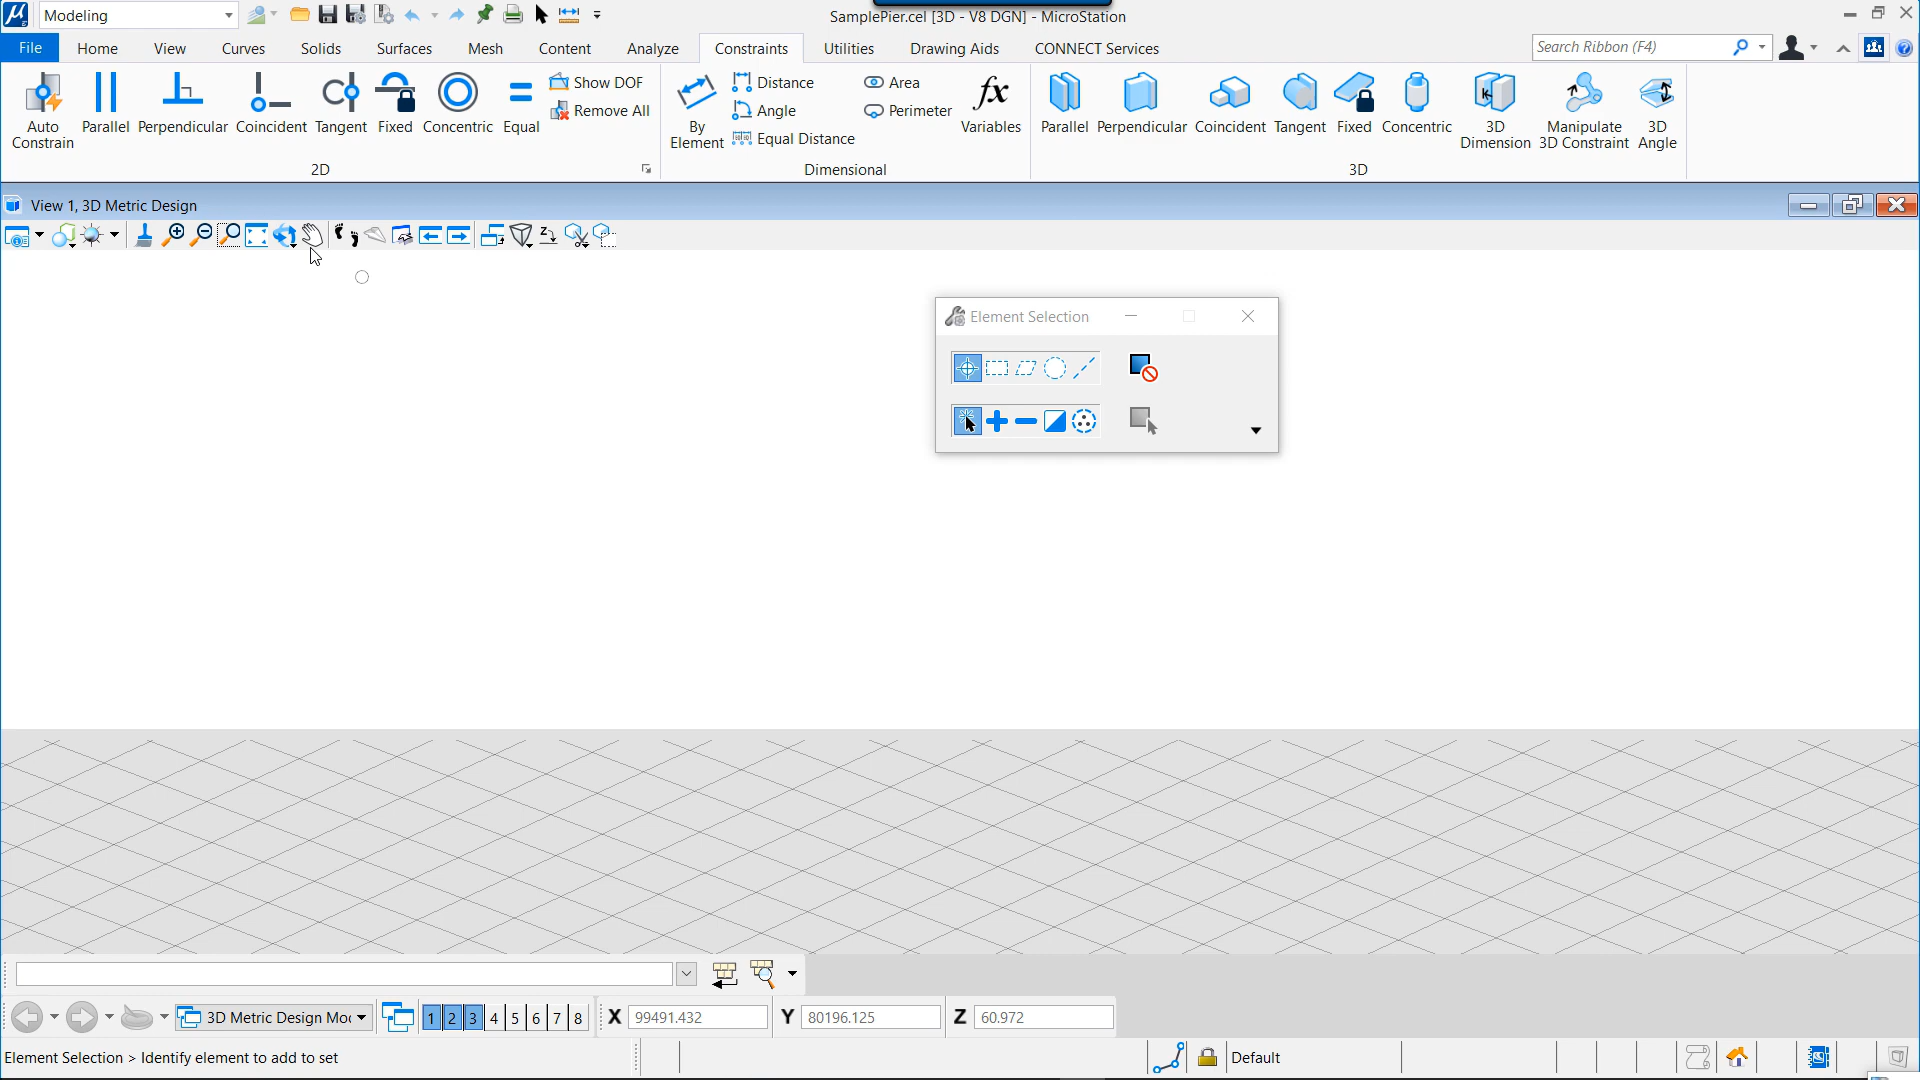 Modeling
SamplePier.cel [3D - V8 DGN] - MicroStation
File Home View Curves Solids Surfaces Mesh Content Analyze Constraints Utilities Drawing Aids CONNECT Services
Search Ribbon (F4)
Auto Constrain
Parallel
Perpendicular
Coincident
Tangent
Fixed
Concentric
Equal
Show DOF
Remove All
2D
By Element
Distance
Angle
Equal Distance
Area
Perimeter
fx
Variables
Dimensional
Parallel
Perpendicular
Coincident
Tangent
Fixed
Concentric
3D Dimension
Manipulate 3D Constraint
3D Angle
3D
View 1, 3D Metric Design
Element Selection
3D Metric Design Moc
1 2 3 4 5 6 7 8
X 99491.432
Y 80196.125
Z 60.972
Element Selection > Identify element to add to set
Default